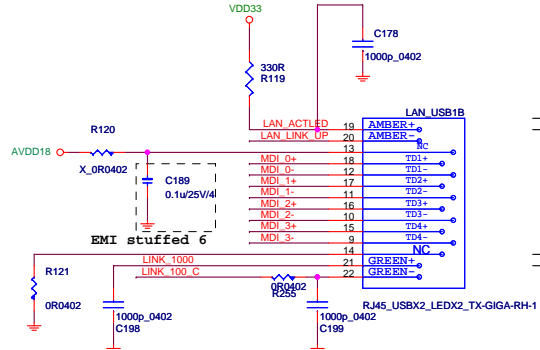 VDD33
C178
1000p_0402
330R
R119
LAN_USB1B
LAN_ACTLED 19 AMBER+
LAN_LINK_UP 20 AMBER-
R120
AVDD18
X_0R0402
13 NC
MDI_0+ 18 TD1+
MDI_0- 12 TD1-
MDI_1+ 17 TD2+
MDI_1- 11 TD2-
MDI_2+ 16 TD3+
MDI_2- 10 TD3-
MDI_3+ 15 TD4+
MDI_3- 9 TD4-
C189
0.1u/25V/4
EMI stuffed 6
14 NC
LINK_1000 21 GREEN+
LINK_100_C 22 GREEN-
R121
0R0402
0R0402
R255
RJ45_USBX2_LEDX2_TX-GIGA-RH-1
1000p_0402
C198
1000p_0402
C199